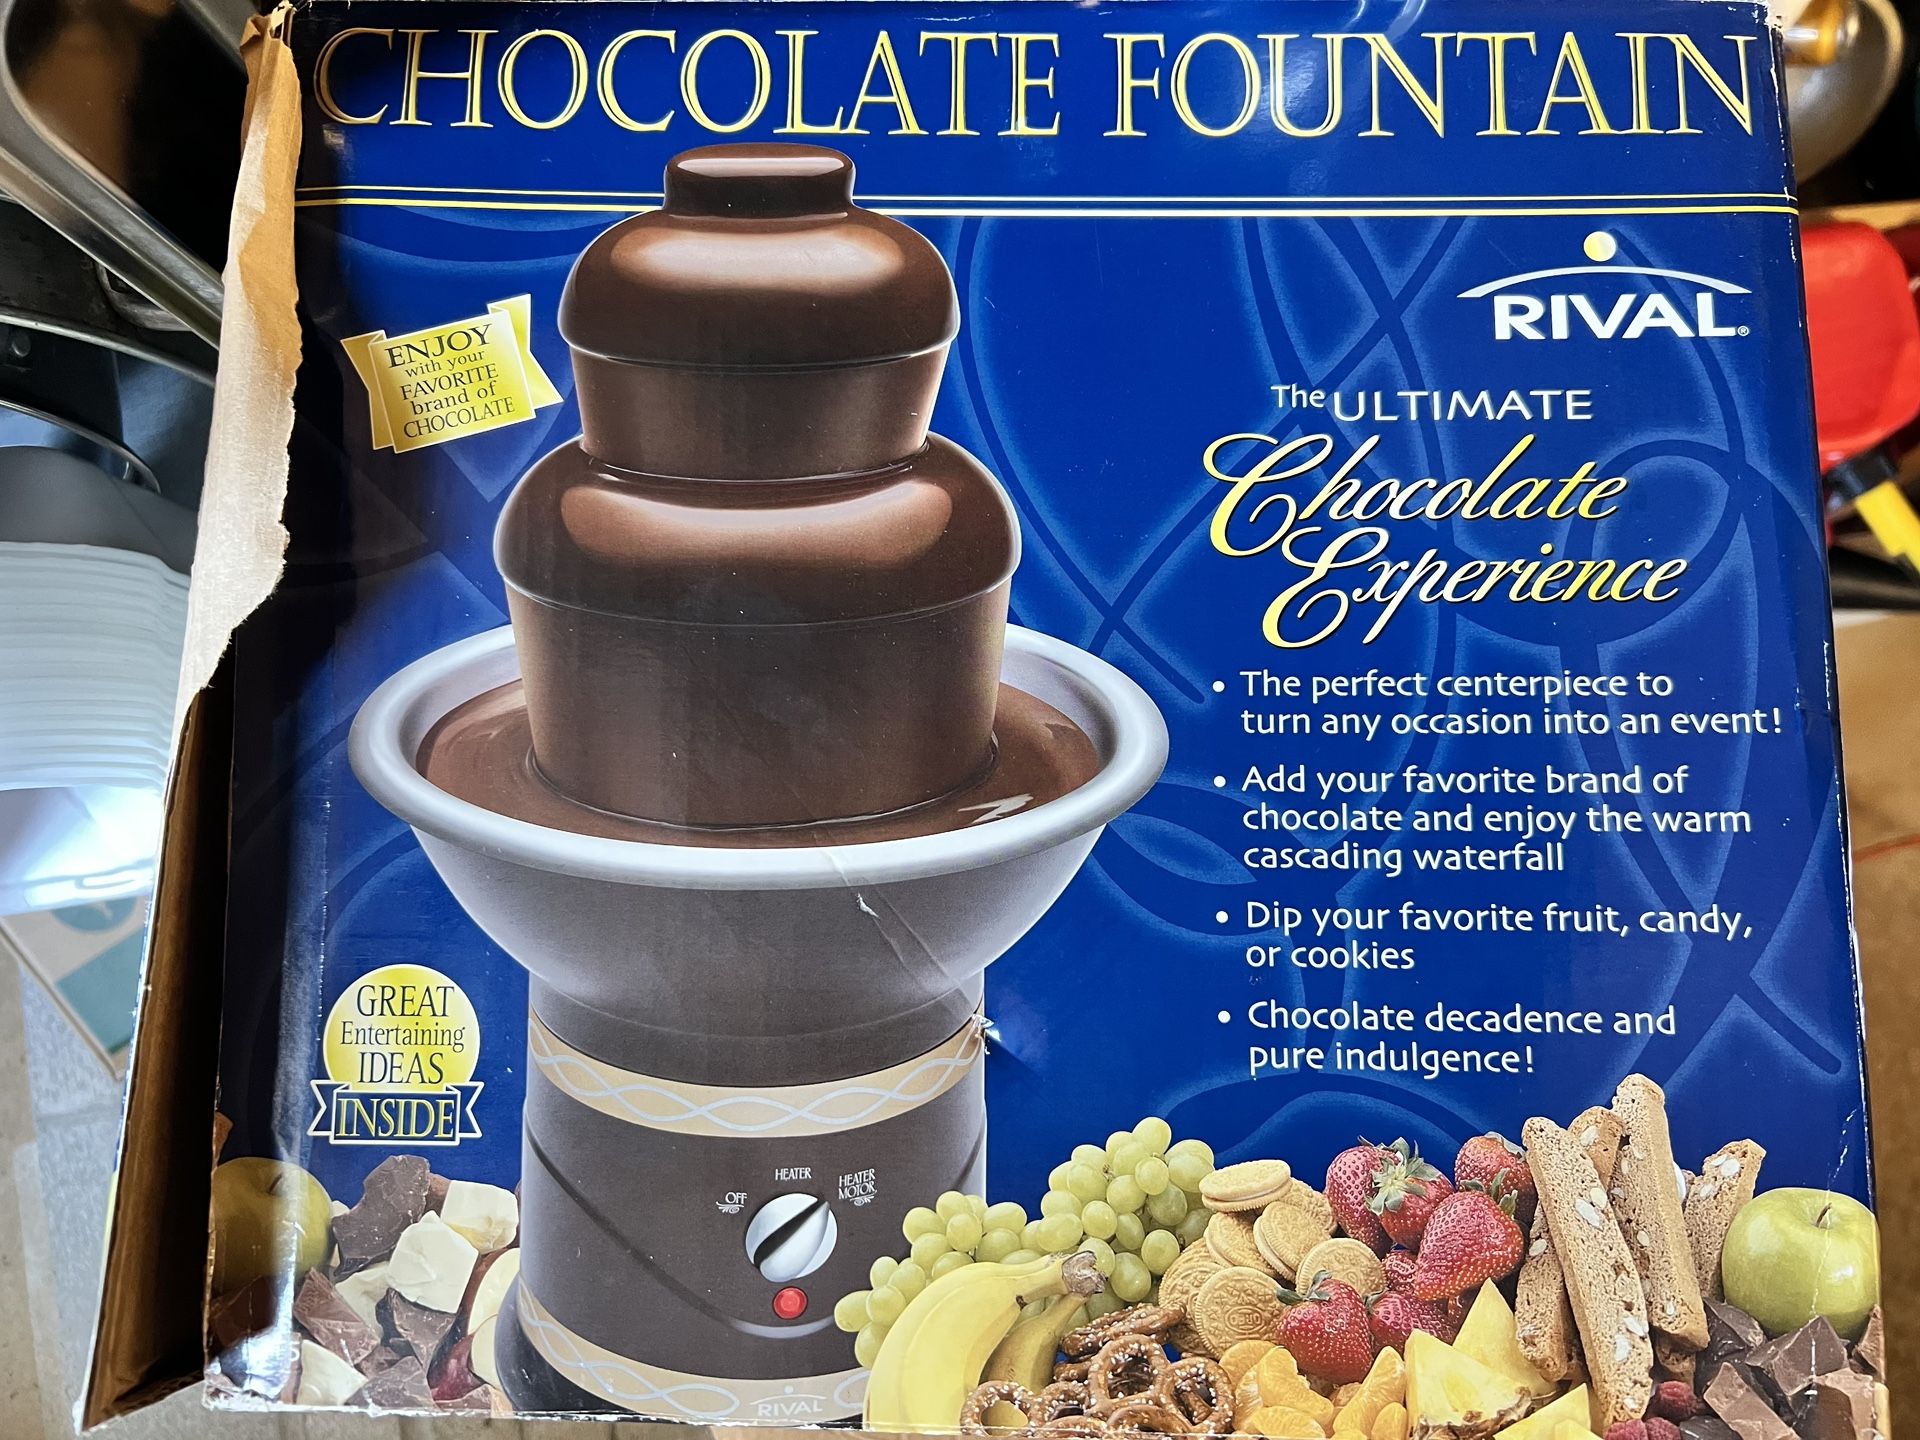 CHOCOLATE FOUNTAIN
RIVAL®
ENJOY
with your
FAVORITE
brand of
CHOCOLATE
The ULTIMATE
Chocolate
Experience
• The perfect centerpiece to
turn any occasion into an event!
• Add your favorite brand of
chocolate and enjoy the warm
cascading waterfall
• Dip your favorite fruit, candy,
or cookies
• Chocolate decadence and
pure indulgence!
GREAT
Entertaining
IDEAS
INSIDE
OFF
HEATER
HEATER
MOTOR
OREO
RIVAL